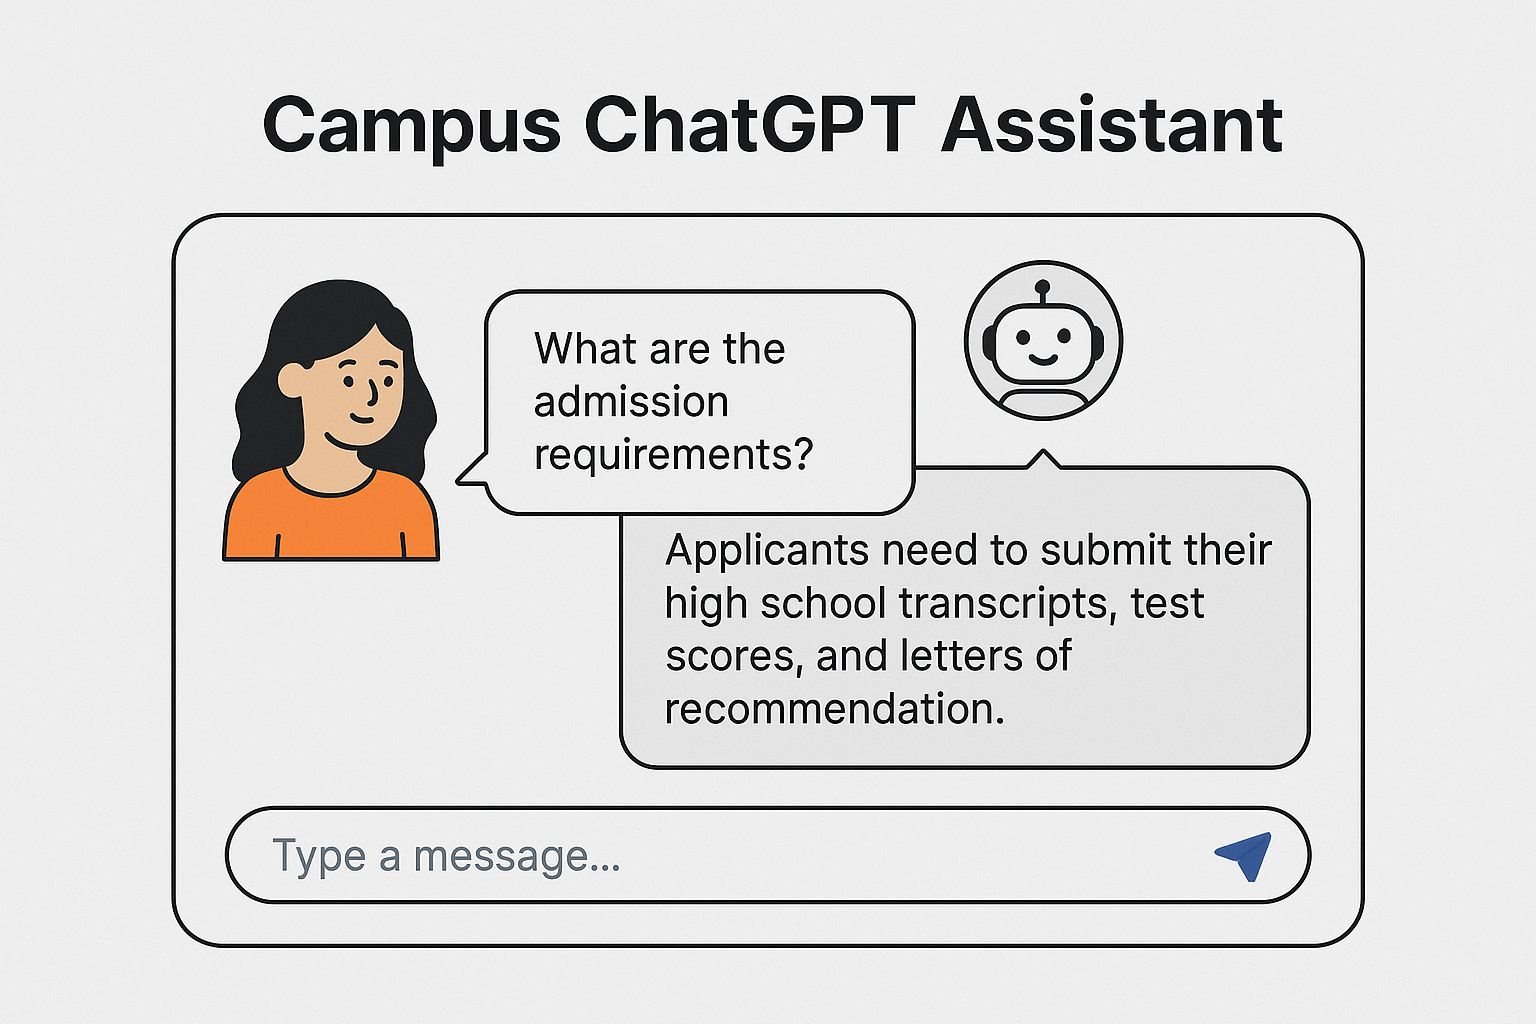 Campus ChatGPT Assistant
What are the
admission
requirements?
Applicants need to submit their
high school transcripts, test
scores, and letters of
recommendation.
Type a message...